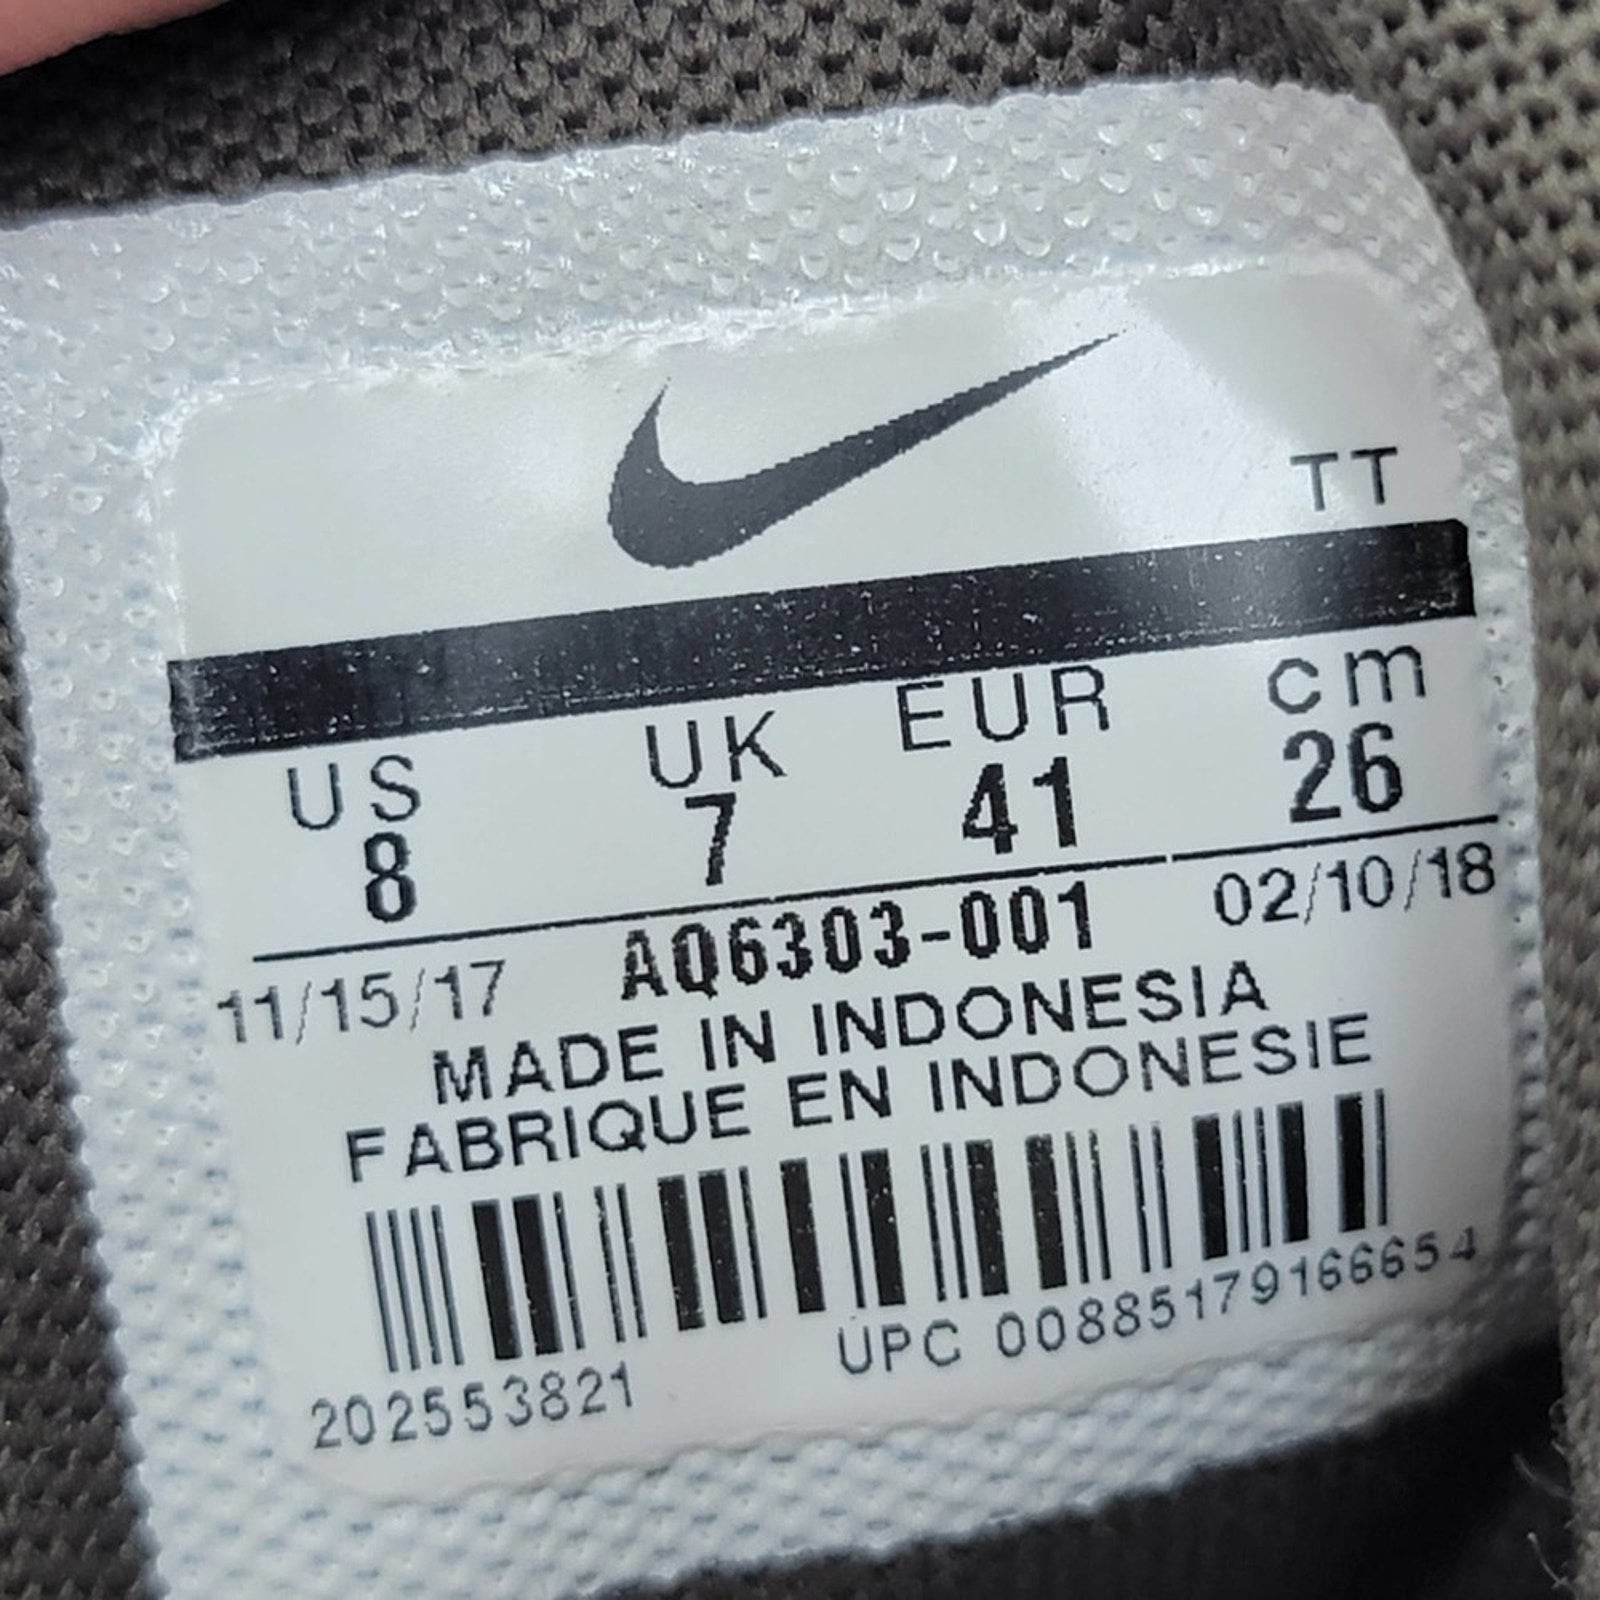 TT
US UK EUR cm
8 7 41 26
11/15/17 AQ6303-001 02/10/18
MADE IN INDONESIA
FABRIQUE EN INDONESIE
202553821 UPC 00885179166654